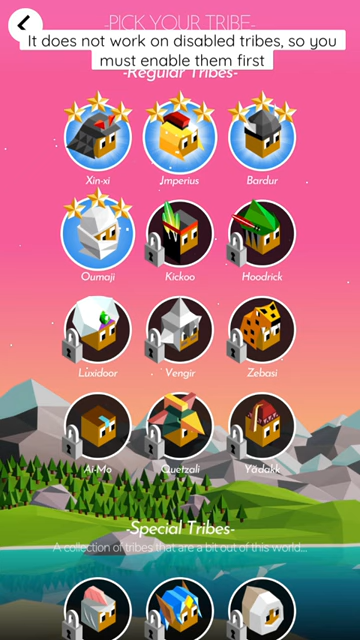 -PICK YOUR TRIBE-
It does not work on disabled tribes, so you
must enable them first
-Regular Tribes-
Xin-xi
Imperius
Bardur
Oumaji
Kickoo
Hoodrick
Luxidoor
Vengir
Zebasi
Ai-Mo
Quetzali
Yădakk
-Special Tribes-
A collection of tribes that are a bit out of this world...